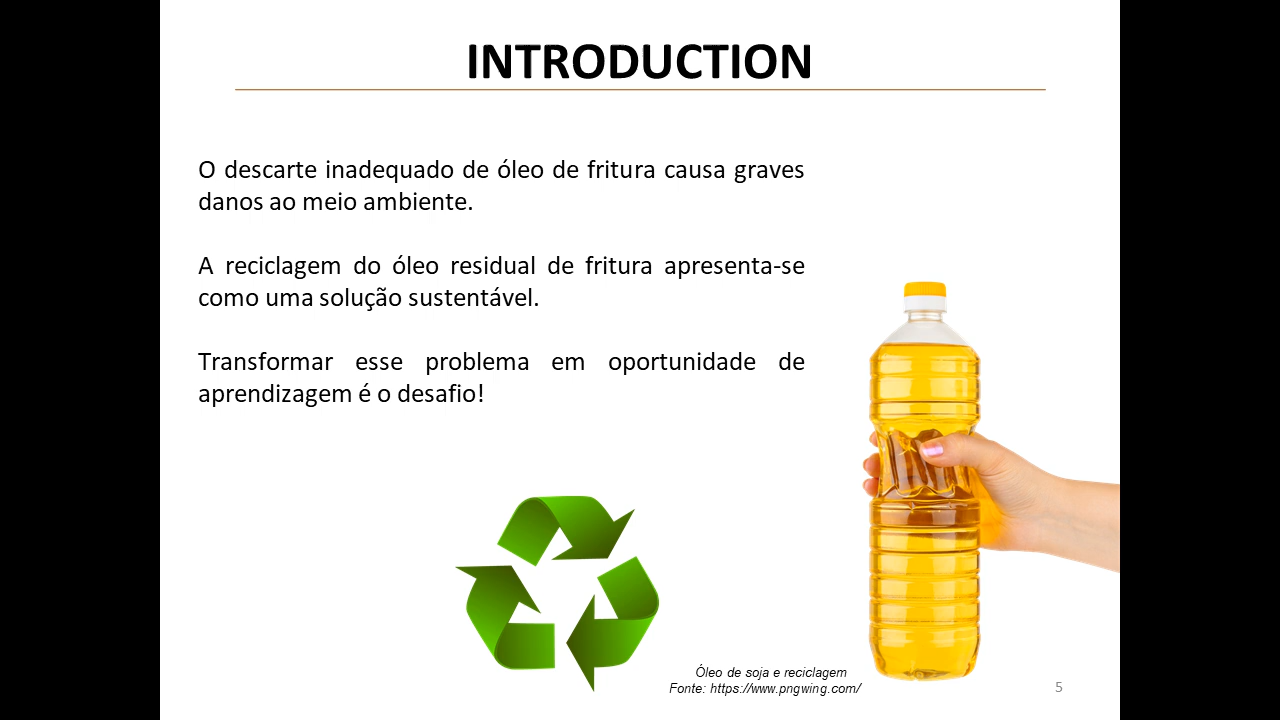 INTRODUCTION
O descarte inadequado de óleo de fritura causa graves
danos ao meio ambiente.
A reciclagem do óleo residual de fritura apresenta-se
como uma solução sustentável.
Transformar esse problema em oportunidade de
aprendizagem é o desafio!
Óleo de soja e reciclagem
Fonte: https://www.pngwing.com/
5